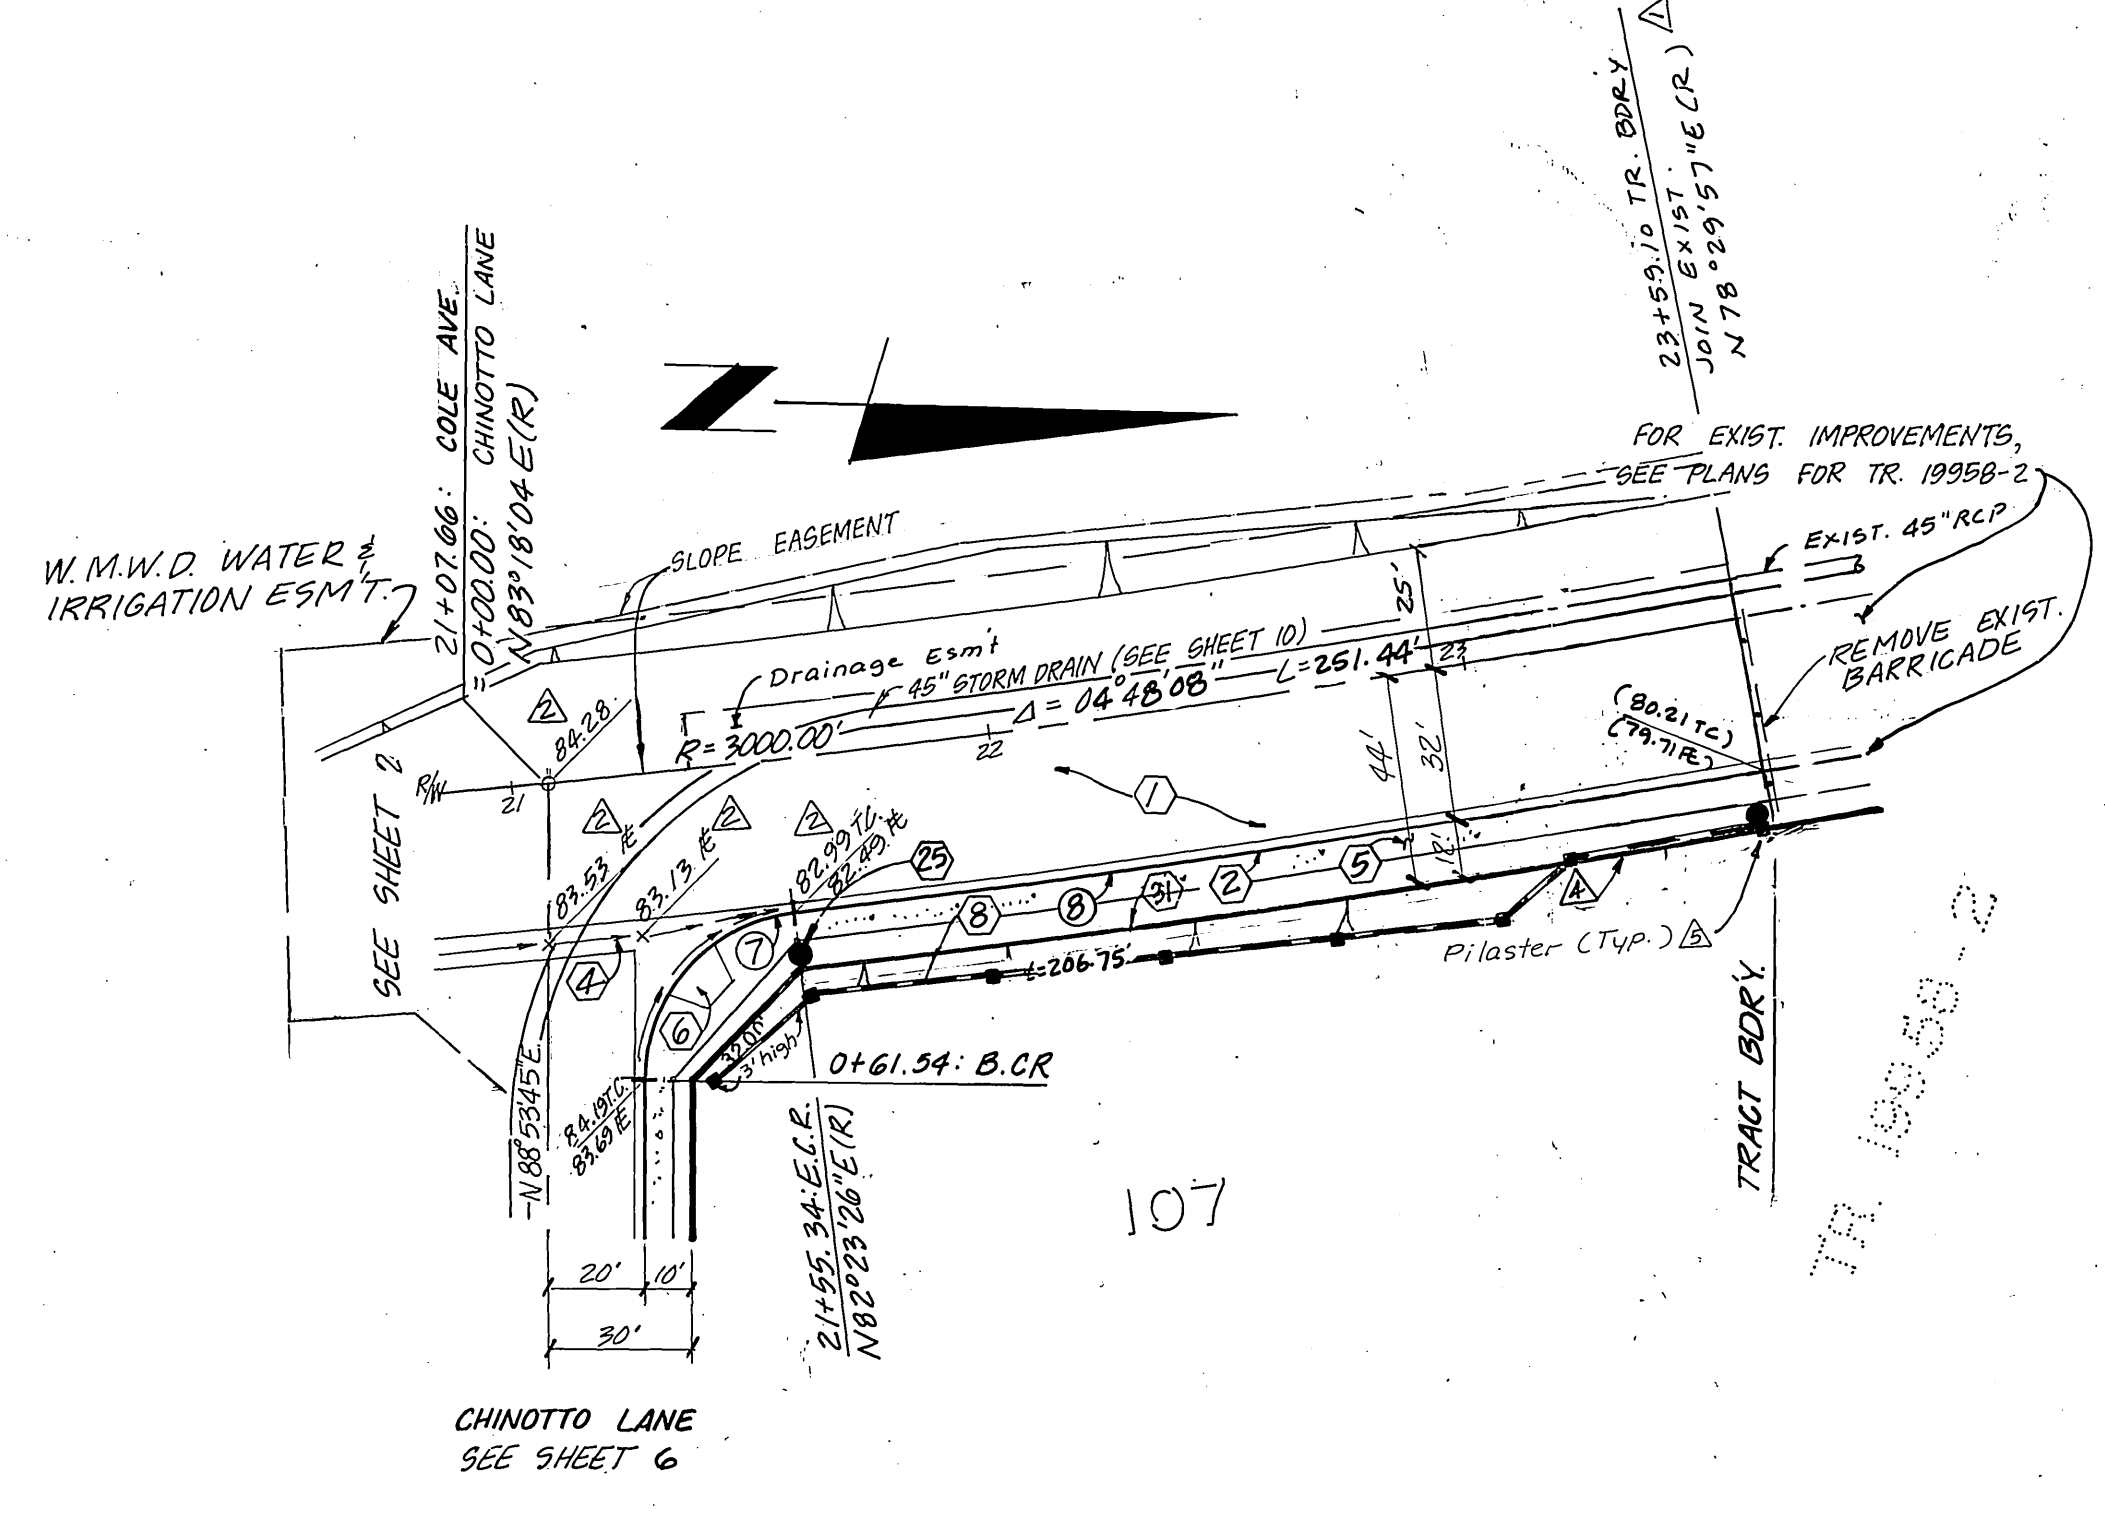 23+59.10 TR. BDRY
JOIN EXIST.
N 78°29'57"E (R)
1
21+07.66: COLE AVE.
=0+00.00: CHINOTTO LANE
N83°18'04 E(R)
Z
FOR EXIST. IMPROVEMENTS,
SEE PLANS FOR TR. 19958-2
EXIST. 45"RCP
W.M.W.D. WATER &
IRRIGATION ESM'T.
SLOPE EASEMENT
25'
REMOVE EXIST.
BARRICADE
Drainage Esm't
45" STORM DRAIN (SEE SHEET 10)
R=3000.00'
Δ = 04°48'08"
L=251.44'
23
22
21
R/W
2
84.28
SEE SHEET 2
44'
32'
12'
(80.21 TC)
(79.71 FL)
1
2
2
2
83.53 FL
83.13 FL
82.99 T.C.
82.49 FL
25
5
2
31
8
8
4
Pilaster (Typ.) 5
7
4
6
L=206.75'
3' high
0+61.54: B.CR
84.19 T.C.
83.69 FL
N88°53'45"E
21+55.34: E.C.R.
N82°23'26"E(R)
107
TRACT BDRY.
TR. 19958-2
20'
10'
30'
CHINOTTO LANE
SEE SHEET 6